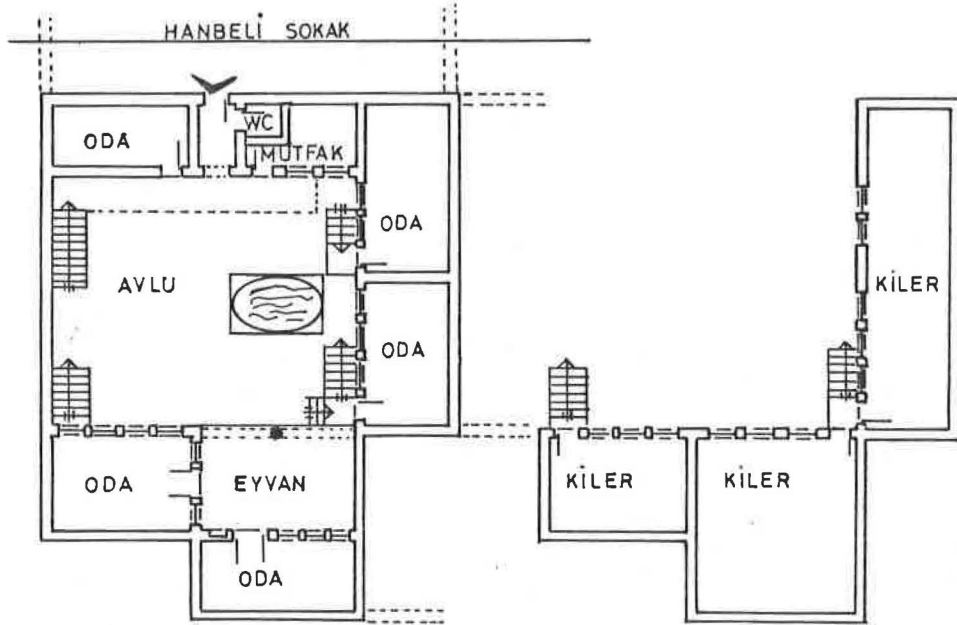 HANBELİ SOKAK
ODA
WC
MUTFAK
ODA
AVLU
KİLER
ODA
ODA
EYVAN
KİLER
KİLER
ODA